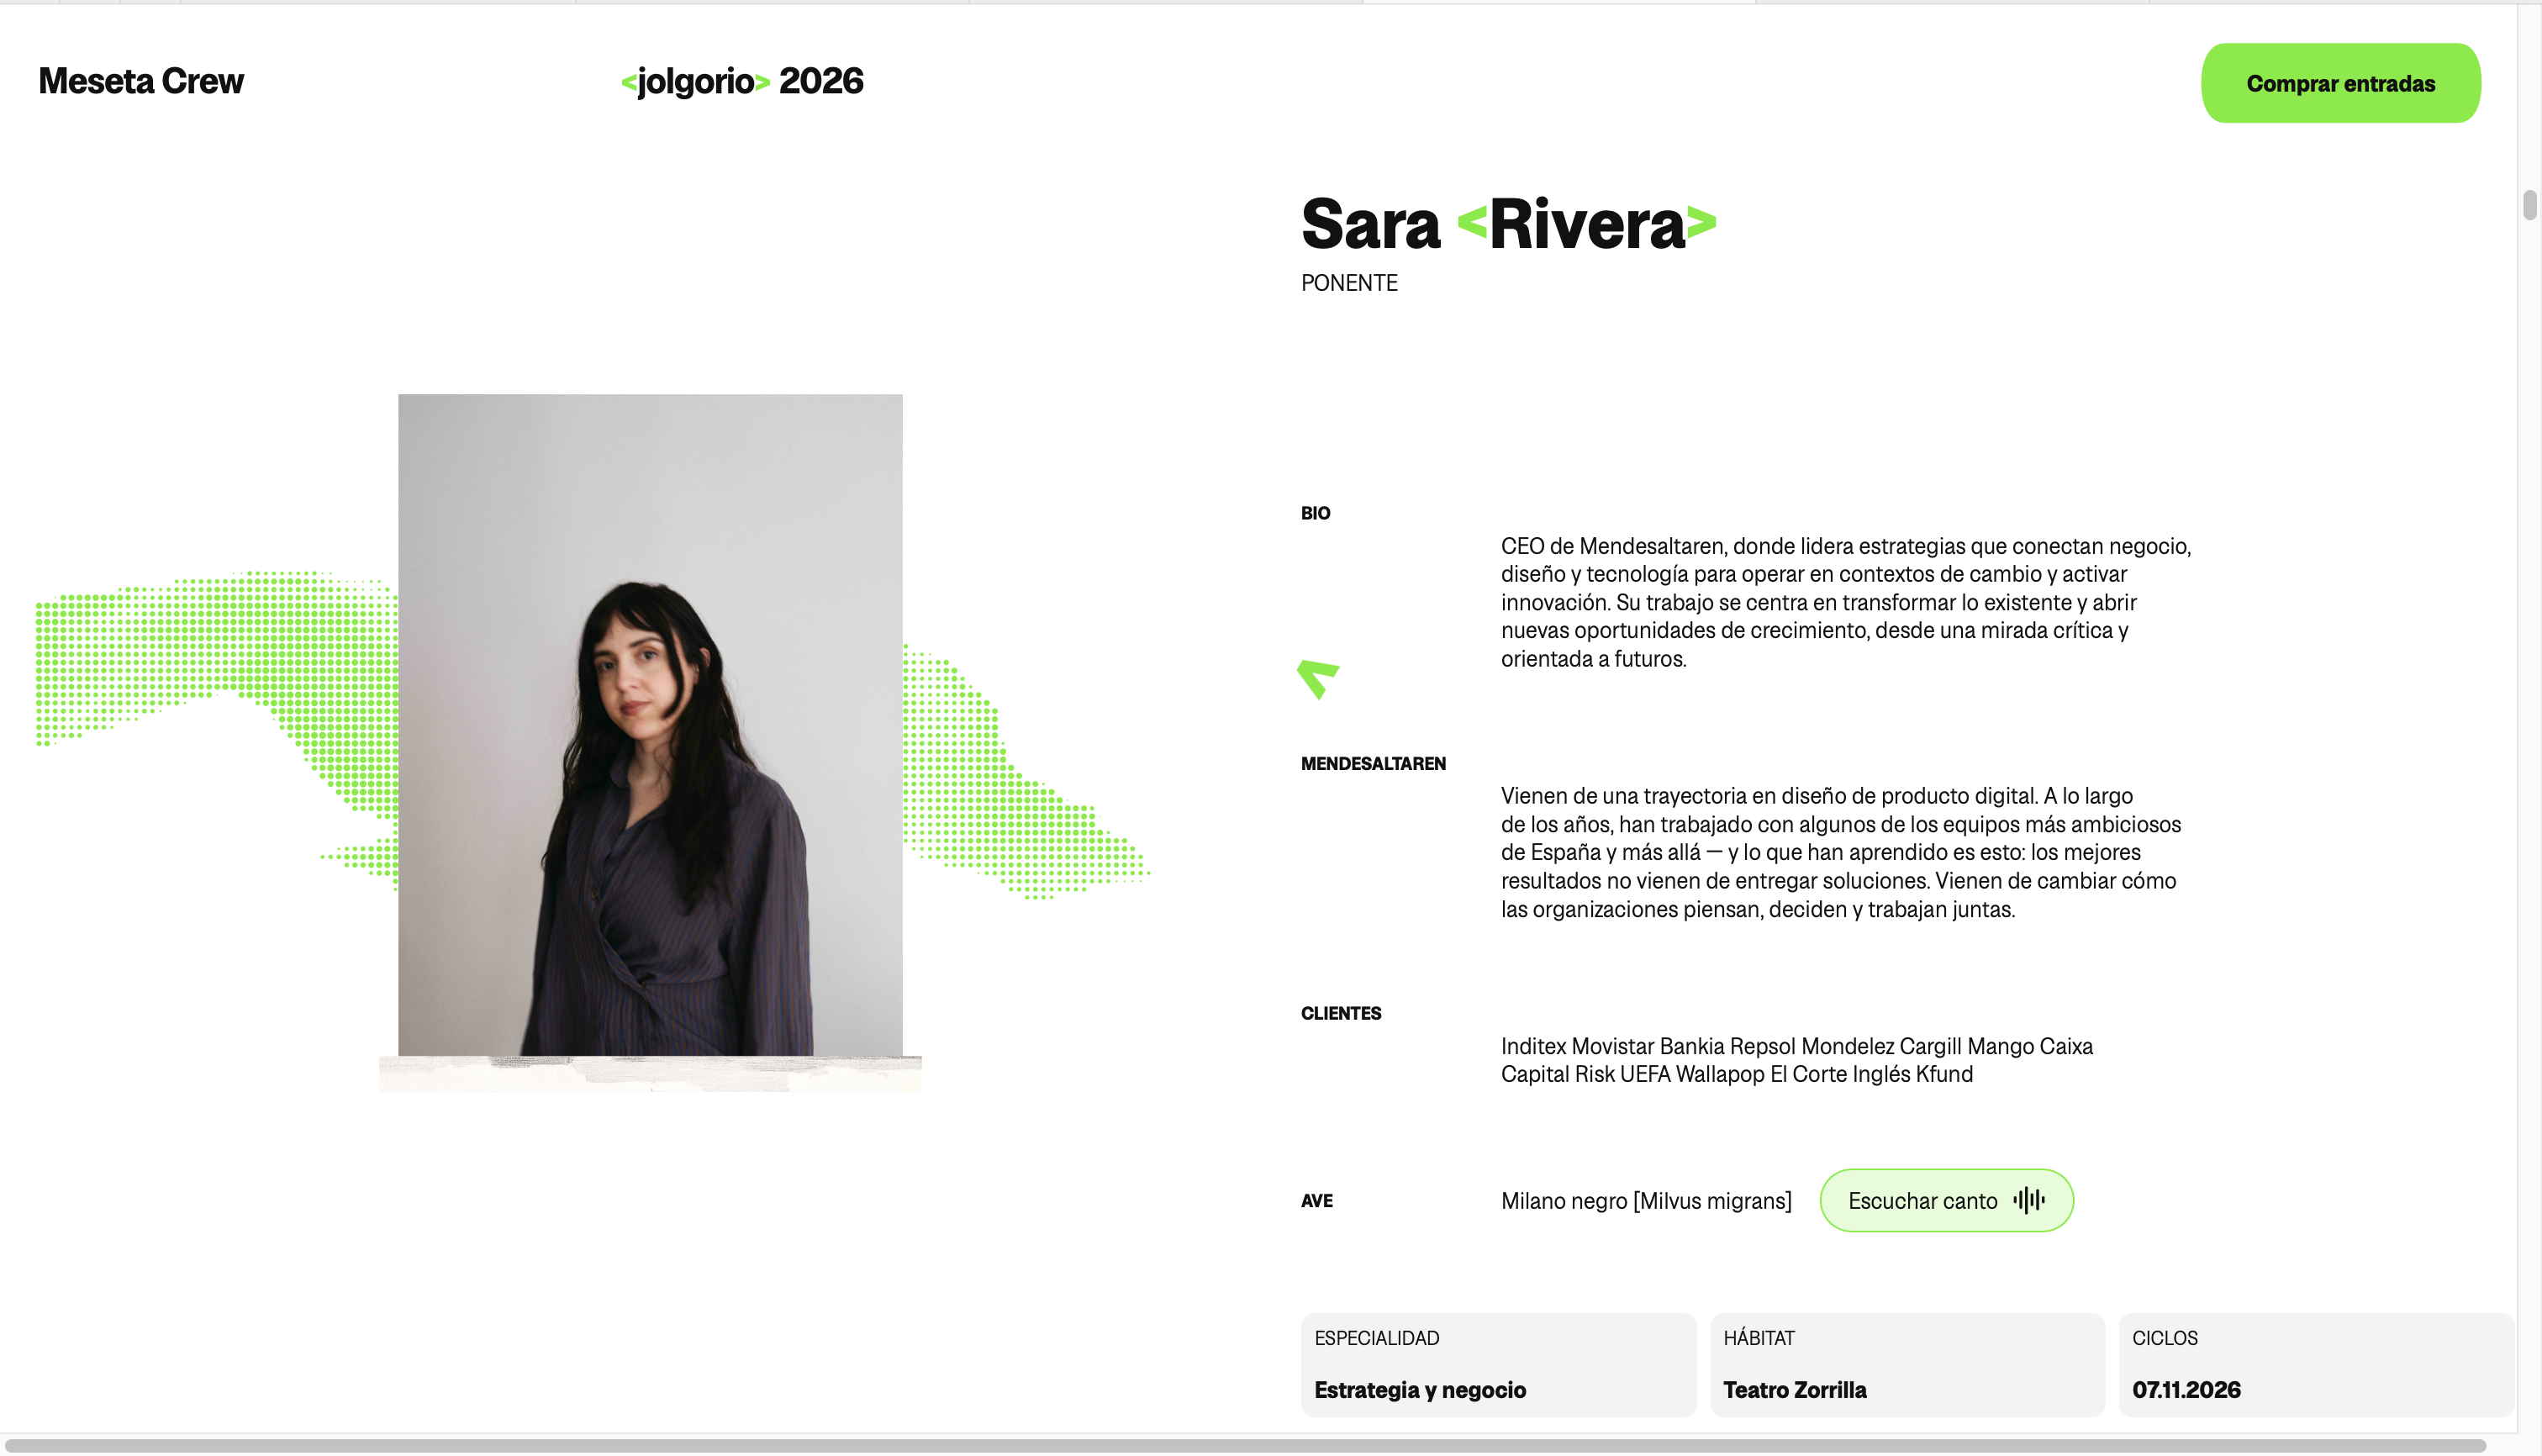 Meseta Crew
<jolgorio> 2026
Comprar entradas
Sara <Rivera>
PONENTE
BIO
CEO de Mendesaltaren, donde lidera estrategias que conectan negocio,
diseño y tecnología para operar en contextos de cambio y activar
innovación. Su trabajo se centra en transformar lo existente y abrir
nuevas oportunidades de crecimiento, desde una mirada crítica y
orientada a futuros.
MENDESALTAREN
Vienen de una trayectoria en diseño de producto digital. A lo largo
de los años, han trabajado con algunos de los equipos más ambiciosos
de España y más allá — y lo que han aprendido es esto: los mejores
resultados no vienen de entregar soluciones. Vienen de cambiar cómo
las organizaciones piensan, deciden y trabajan juntas.
CLIENTES
Inditex Movistar Bankia Repsol Mondelez Cargill Mango Caixa
Capital Risk UEFA Wallapop El Corte Inglés Kfund
AVE
Milano negro [Milvus migrans]
Escuchar canto
ESPECIALIDAD
Estrategia y negocio
HÁBITAT
Teatro Zorrilla
CICLOS
07.11.2026